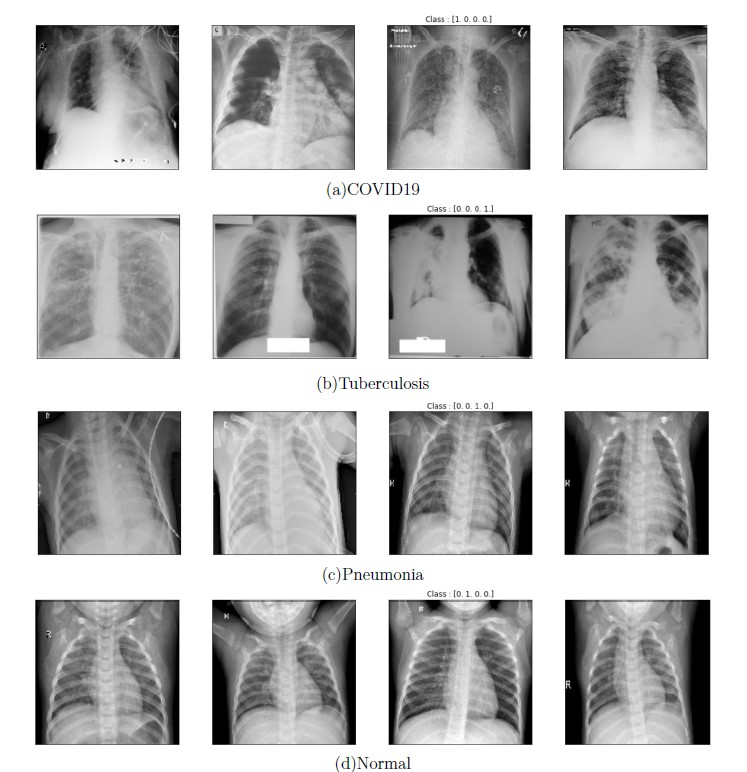 Class : [1. 0. 0. 0.]
(a)COVID19
Class : [0. 0. 0. 1.]
(b)Tuberculosis
Class : [0. 0. 1. 0.]
(c)Pneumonia
R
R
Class : [0. 1. 0. 0.]
R
(d)Normal